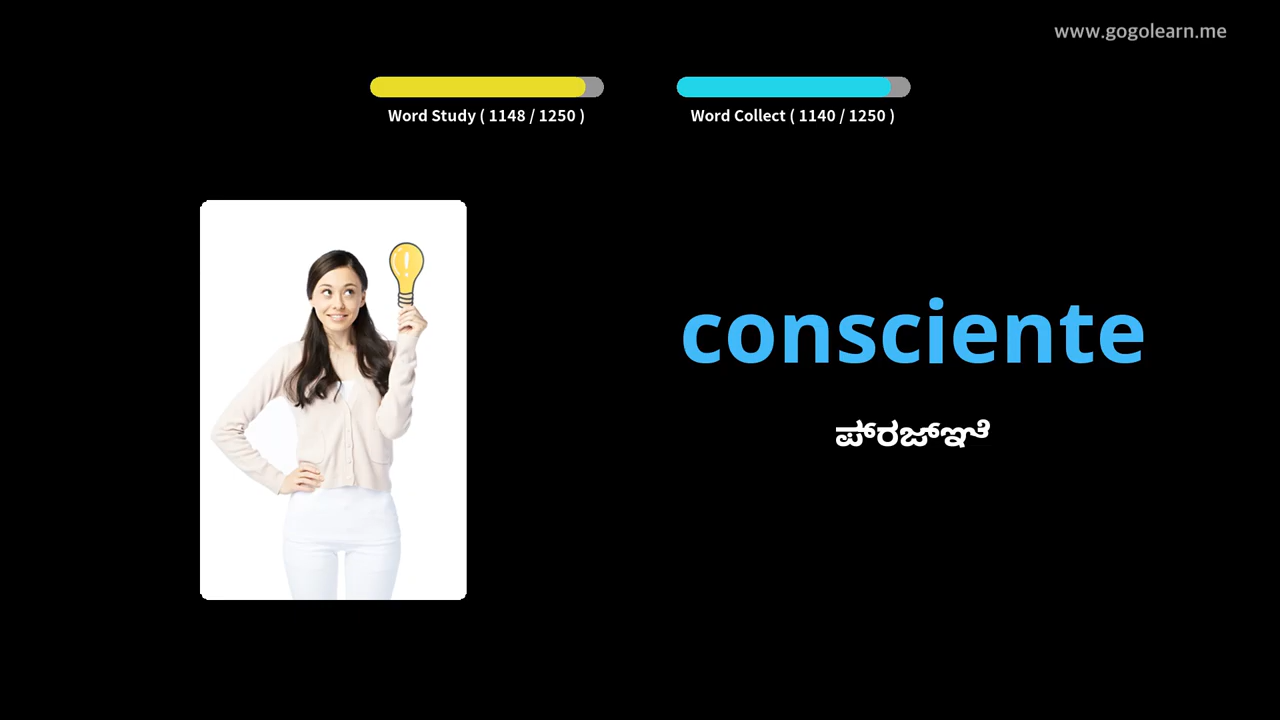 www.gogolearn.me
Word Study ( 1148 / 1250 )
Word Collect ( 1140 / 1250 )
consciente
ಪ್ರಜ್ಞೆ